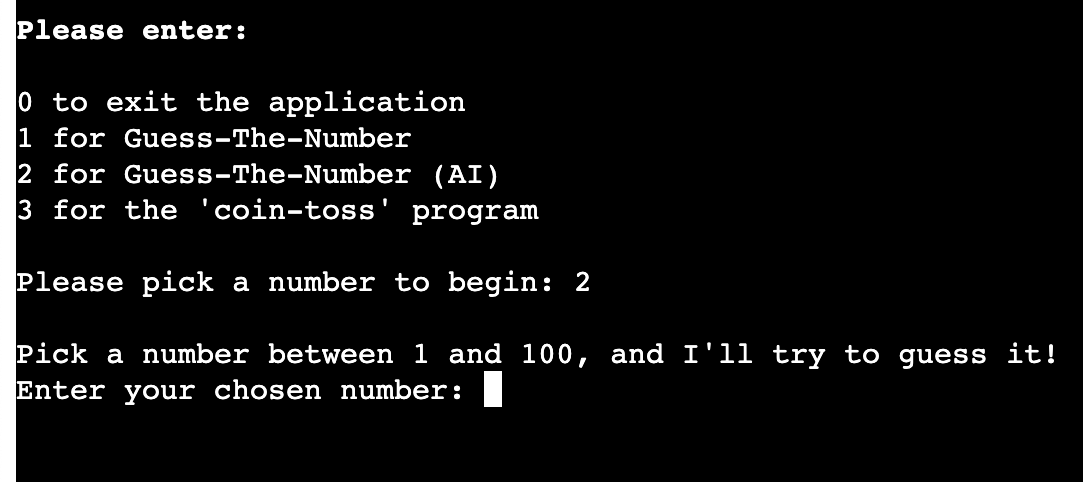 Please enter:
0 to exit the application
1 for Guess-The-Number
2 for Guess-The-Number (AI)
3 for the 'coin-toss' program
Please pick a number to begin: 2
Pick a number between 1 and 100, and I'll try to guess it!
Enter your chosen number: